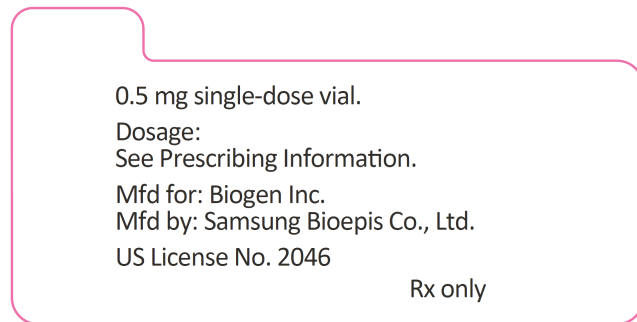 0.5 mg single-dose vial.
Dosage:
See Prescribing Information.
Mfd for: Biogen Inc.
Mfd by: Samsung Bioepis Co., Ltd.
US License No. 2046
Rx only